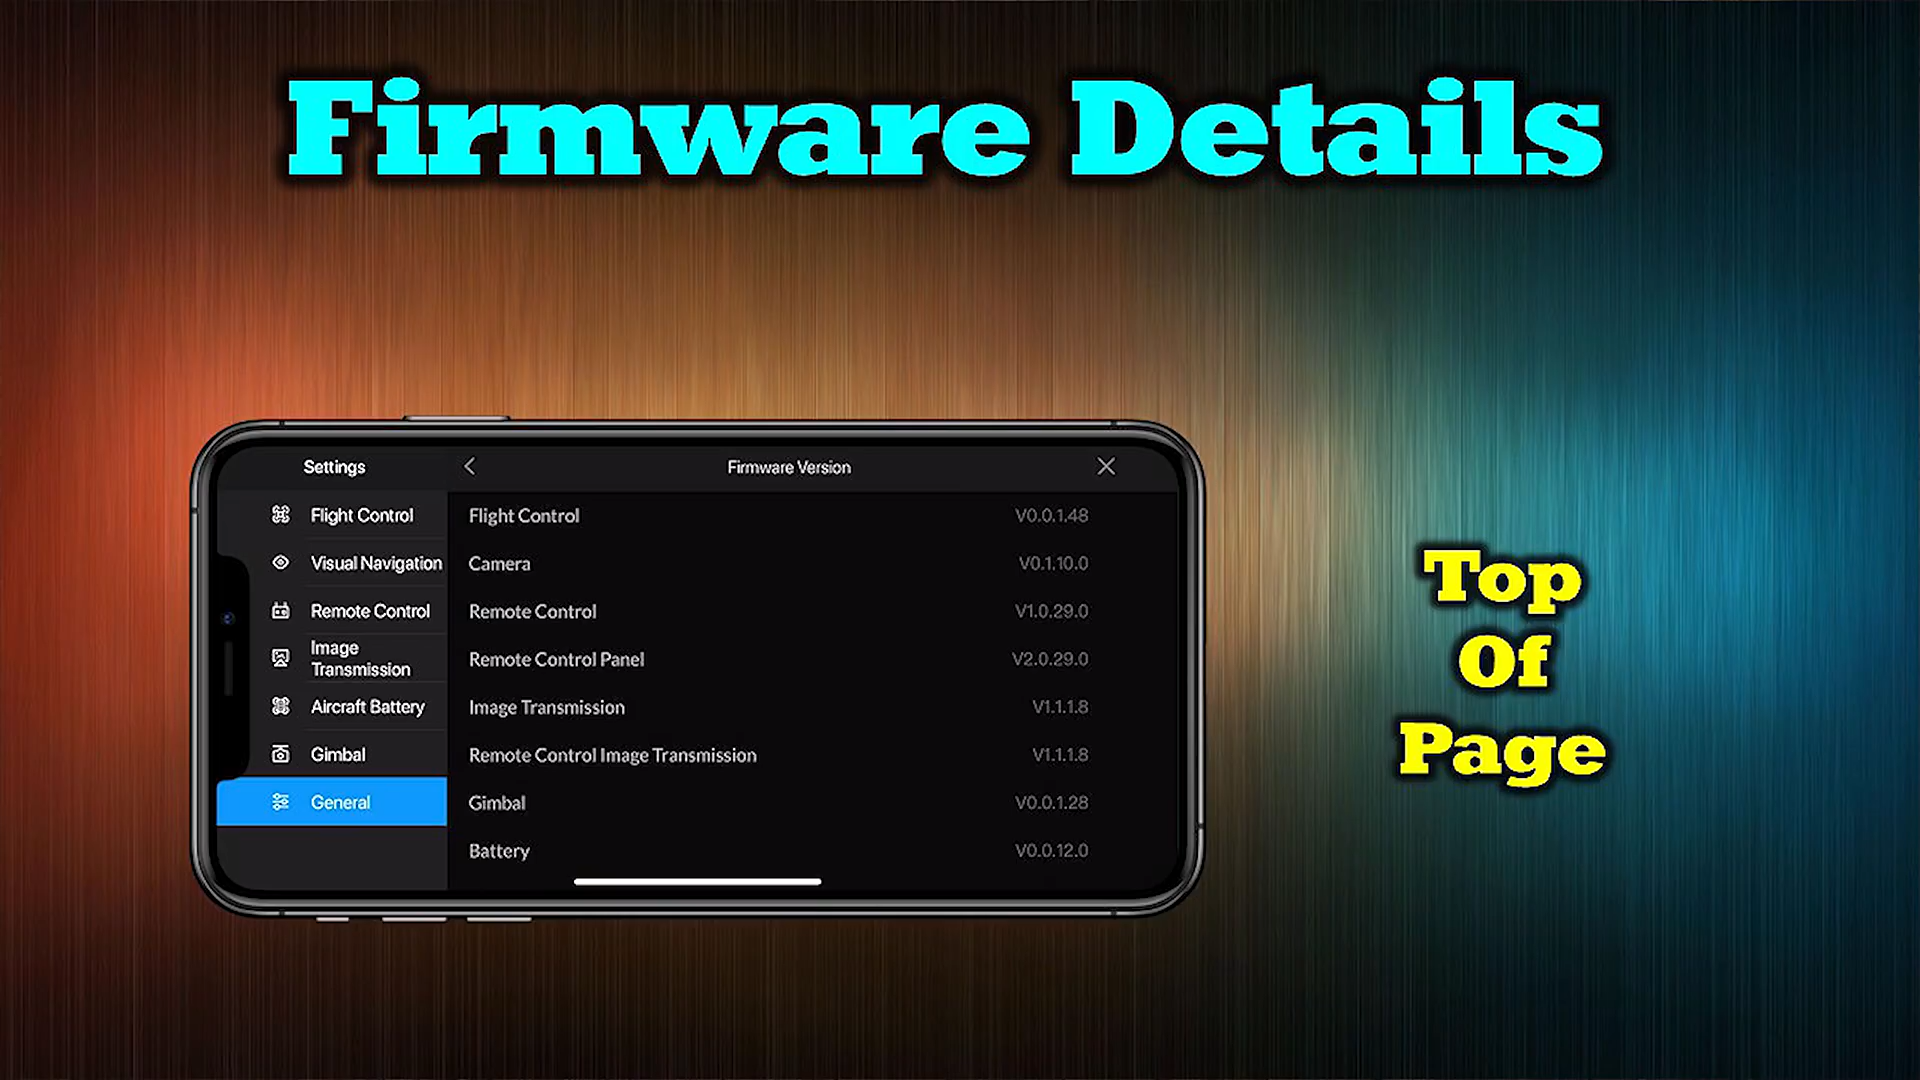 Firmware Details
Settings
Firmware Version
Flight Control
Visual Navigation
Remote Control
Image
Transmission
Aircraft Battery
Gimbal
General
Flight Control V0.0.1.48
Camera V0.1.10.0
Remote Control V1.0.29.0
Remote Control Panel V2.0.29.0
Image Transmission V1.1.1.8
Remote Control Image Transmission V1.1.1.8
Gimbal V0.0.1.28
Battery V0.0.12.0
Top
Of
Page